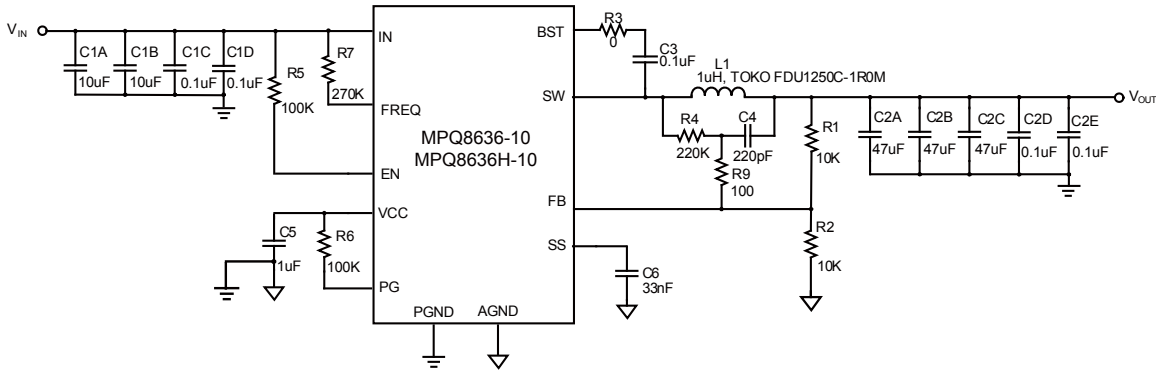 V IN
C1A
10uF
C1B
10uF
C1C
0.1uF
C1D
0.1uF
R5
100K
R7
270K
IN
FREQ
EN
VCC
PG
PGND
AGND
BST
SW
FB
SS
MPQ8636-10
MPQ8636H-10
C5
1uF
R6
100K
R3
0
C3
0.1uF
L1
1uH, TOKO FDU1250C-1R0M
R4
220K
C4
220pF
R9
100
R1
10K
R2
10K
C6
33nF
C2A
47uF
C2B
47uF
C2C
47uF
C2D
0.1uF
C2E
0.1uF
V OUT